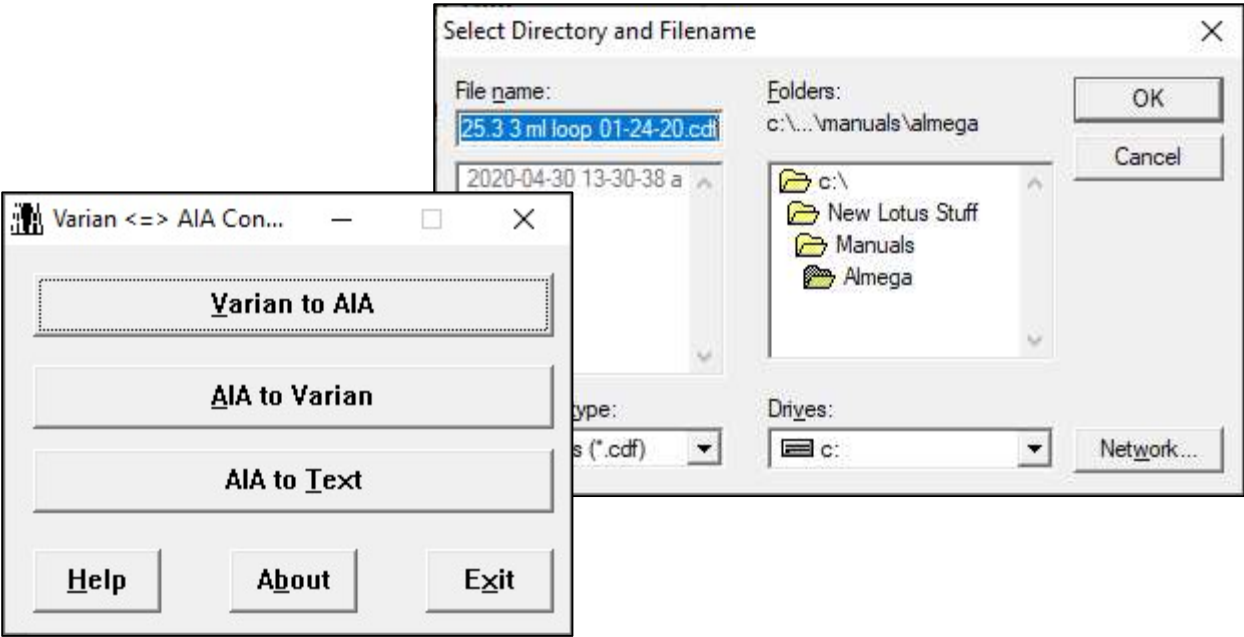 Select Directory and Filename
File name:
25.3 3 ml loop 01-24-20.cdf
2020-04-30 13-30-38 a
Folders:
c:\...\manuals\almega
c:\
New Lotus Stuff
Manuals
Almega
OK
Cancel
ype:
s (*.cdf)
Drives:
c:
Network...
Varian <=> AIA Con...
Varian to AIA
AIA to Varian
AIA to Text
Help
About
Exit